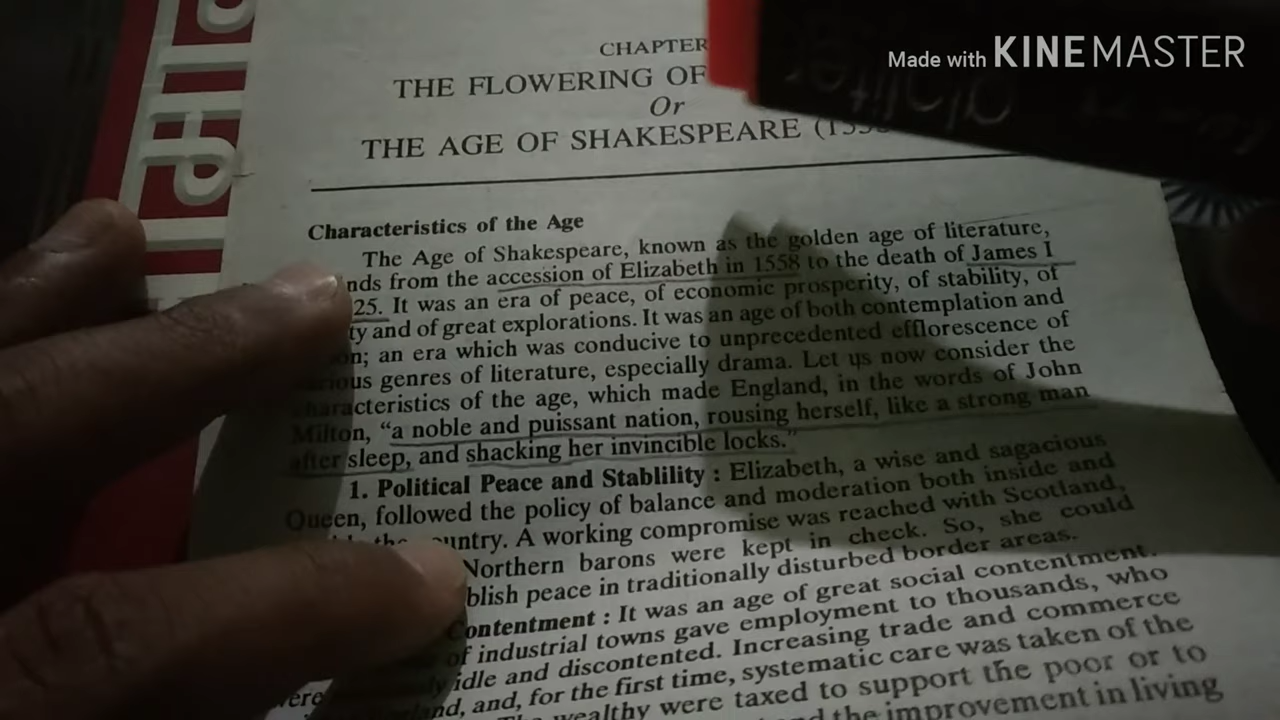 Made with KINEMASTER
CHAPTER
THE FLOWERING OF
Or
THE AGE OF SHAKESPEARE
Characteristics of the Age
The Age of Shakespeare, known as the golden age of literature,
nds from the accession of Elizabeth in 1558 to the death of James I
25. It was an era of peace, of economic prosperity, of stability, of
ty and of great explorations. It was an age of both contemplation and
on; an era which was conducive to unprecedented efflorescence of
various genres of literature, especially drama. Let us now consider the
characteristics of the age, which made England, in the words of John
Milton, “a noble and puissant nation, rousing herself, like a strong man
after sleep, and shacking her invincible locks.”
1. Political Peace and Stablility : Elizabeth, a wise and sagacious
Queen, followed the policy of balance and moderation both inside and
the country. A working compromise was reached with Scotland,
Northern barons were kept in check. So, she could
blish peace in traditionally disturbed border areas.
Contentment : It was an age of great social contentment.
of industrial towns gave employment to thousands, who
were idle and discontented. Increasing trade and commerce
land, and, for the first time, systematic care was taken of the
wealthy were taxed to support the poor or to
the improvement in living